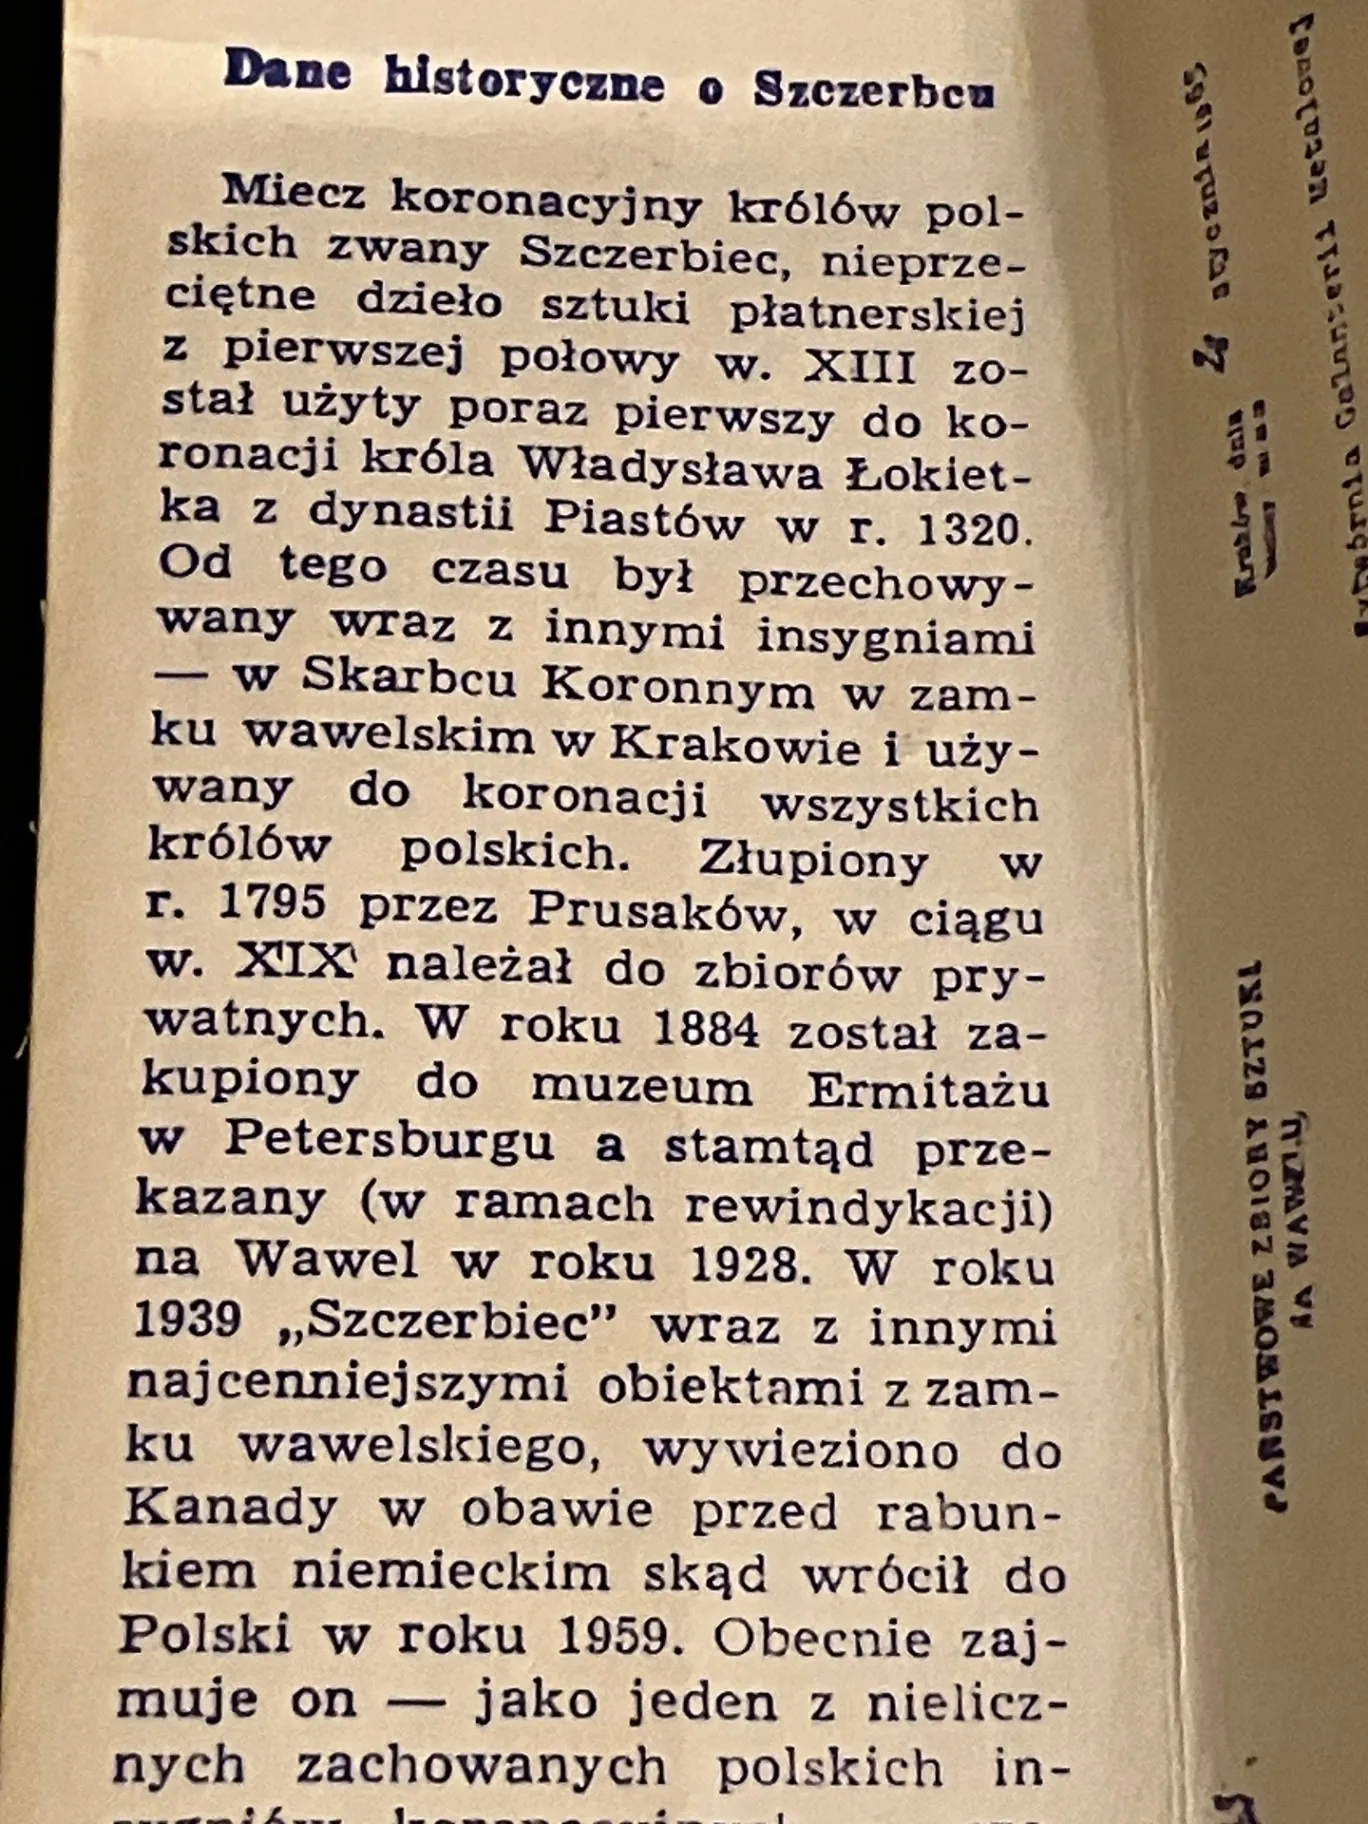 Dane historyczne o Szczerbcu
Miecz koronacyjny królów pol-
skich zwany Szczerbiec, nieprze-
ciętne dzieło sztuki płatnerskiej
z pierwszej połowy w. XIII zo-
stał użyty poraz pierwszy do ko-
ronacji króla Władysława Łokiet-
ka z dynastii Piastów w r. 1320.
Od tego czasu był przechowy-
wany wraz z innymi insygniami
— w Skarbcu Koronnym w zam-
ku wawelskim w Krakowie i uży-
wany do koronacji wszystkich
królów polskich. Złupiony w
r. 1795 przez Prusaków, w ciągu
w. XIX należał do zbiorów pry-
watnych. W roku 1884 został za-
kupiony do muzeum Ermitażu
w Petersburgu a stamtąd prze-
kazany (w ramach rewindykacji)
na Wawel w roku 1928. W roku
1939 „Szczerbiec” wraz z innymi
najcenniejszymi obiektami z zam-
ku wawelskiego, wywieziono do
Kanady w obawie przed rabun-
kiem niemieckim skąd wrócił do
Polski w roku 1959. Obecnie zaj-
muje on — jako jeden z nielicz-
nych zachowanych polskich in-
PAŃSTWOWE ZBIORY SZTUKI
NA WAWELU
Kraków dnia
stycznia 1965